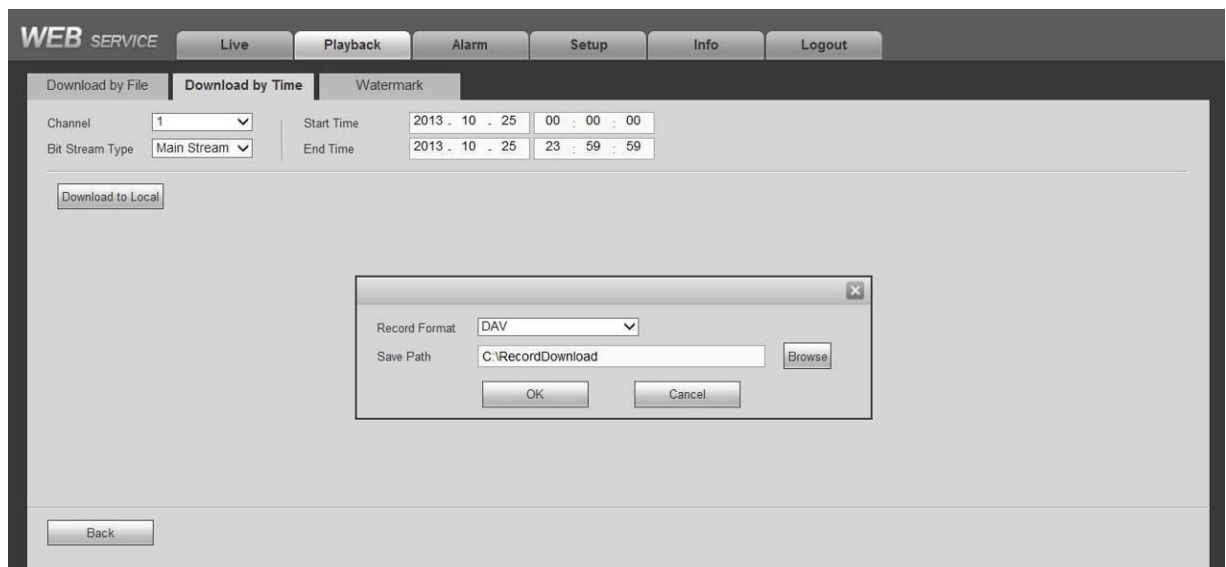 WEB SERVICE Live Playback Alarm Setup Info Logout
Download by File Download by Time Watermark
Channel 1 Start Time 2013 - 10 - 25 00 : 00 : 00
Bit Stream Type Main Stream End Time 2013 - 10 - 25 23 : 59 : 59
Download to Local
Record Format DAV
Save Path C:\RecordDownload Browse
OK Cancel
Back